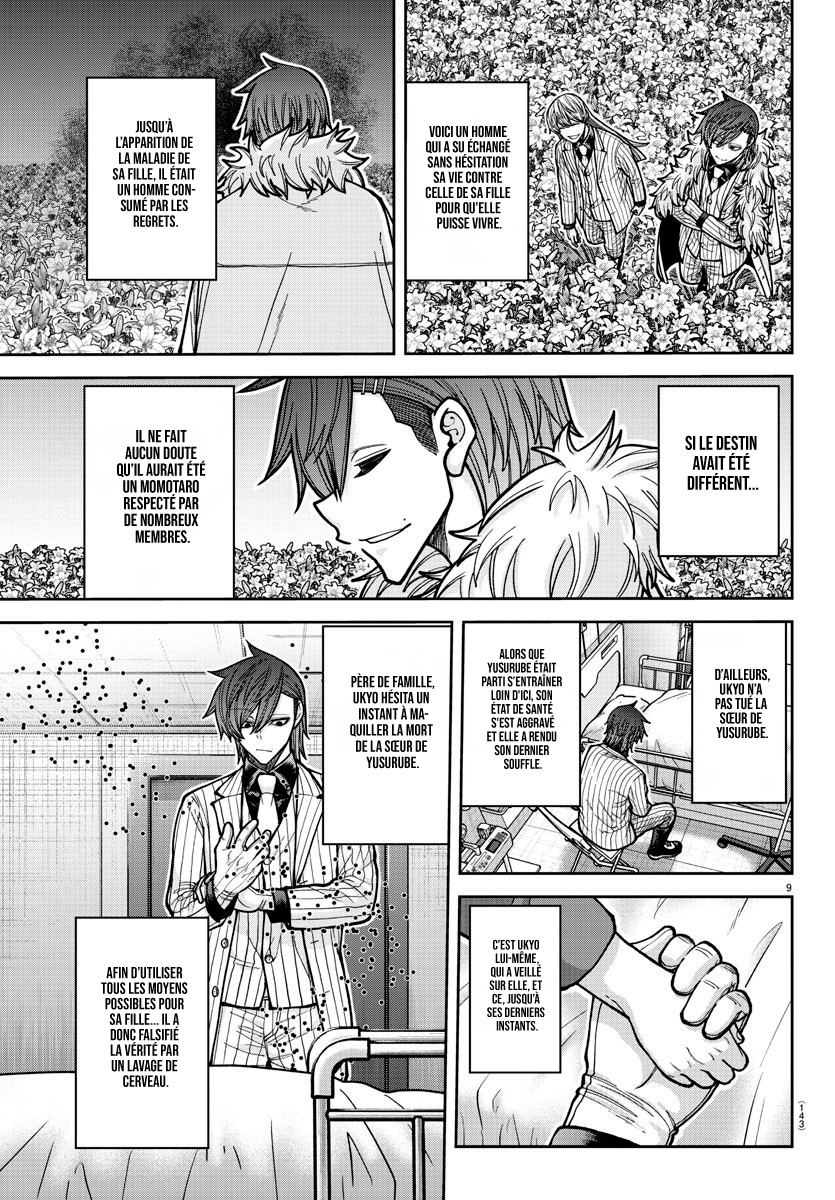 VOICI UN HOMME
QUI A SU ÉCHANGÉ
SANS HÉSITATION
SA VIE CONTRE
CELLE DE SA FILLE
POUR QU'ELLE
PUISSE VIVRE.
JUSQU'À
L'APPARITION DE
LA MALADIE DE
SA FILLE, IL ÉTAIT
UN HOMME CON-
SUMÉ PAR LES
REGRETS.
SI LE DESTIN
AVAIT ÉTÉ
DIFFÉRENT...
IL NE FAIT
AUCUN DOUTE
QU'IL AURAIT ÉTÉ
UN MOMOTARO
RESPECTÉ PAR
DE NOMBREUX
MEMBRES.
D'AILLEURS,
UKYO N'A
PAS TUÉ LA
SŒUR DE
YUSURUBE.
ALORS QUE
YUSURUBE ÉTAIT
PARTI S'ENTRAÎNER
LOIN D'ICI, SON
ÉTAT DE SANTÉ
S'EST AGGRAVÉ
ET ELLE A RENDU
SON DERNIER
SOUFFLE.
C'EST UKYO
LUI-MÊME,
QUI A VEILLÉ
SUR ELLE, ET
CE, JUSQU'À
SES DERNIERS
INSTANTS.
PÈRE DE FAMILLE,
UKYO HÉSITA UN
INSTANT À MA-
QUILLER LA MORT
DE LA SŒUR DE
YUSURUBE.
AFIN D'UTILISER
TOUS LES MOYENS
POSSIBLES POUR
SA FILLE... IL A
DONC FALSIFIÉ
LA VÉRITÉ PAR
UN LAVAGE DE
CERVEAU.
9
(143)